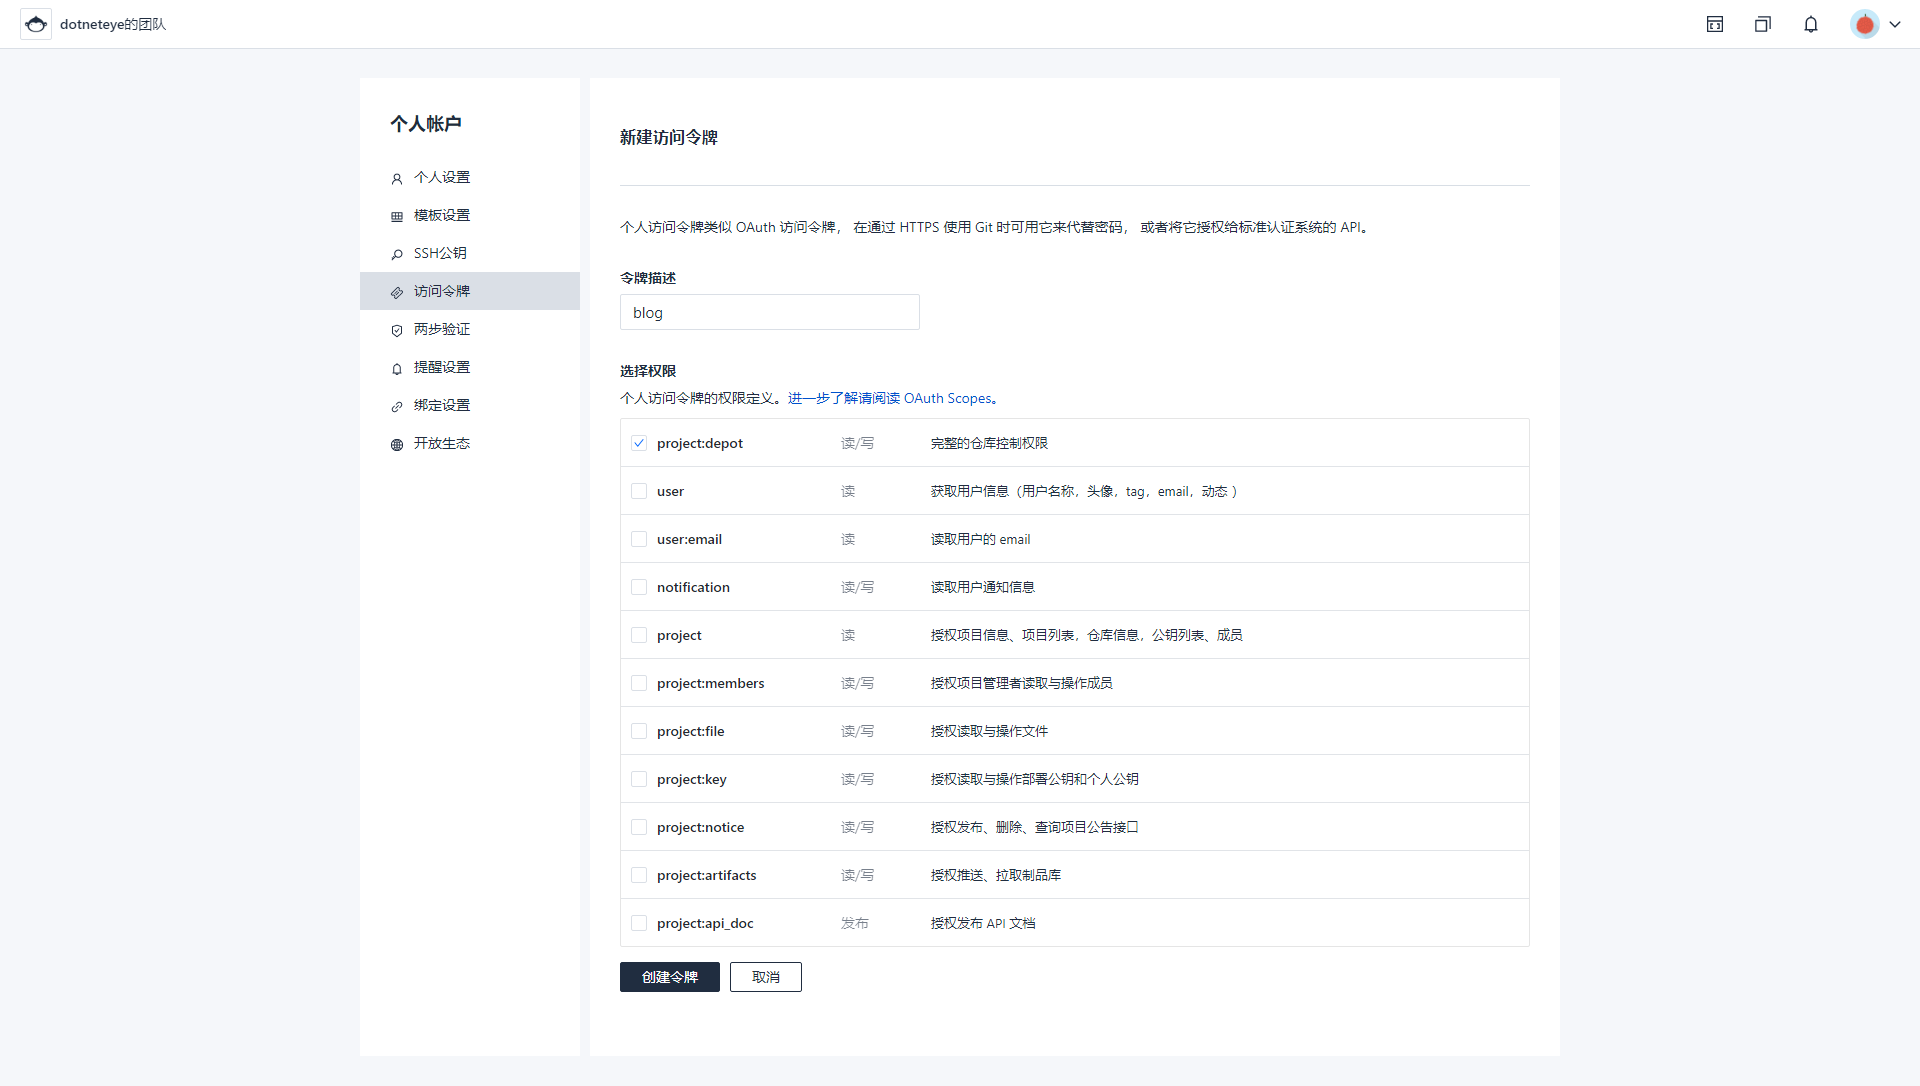 dotneteye的团队
个人帐户
个人设置
模板设置
SSH公钥
访问令牌
两步验证
提醒设置
绑定设置
开放生态
新建访问令牌
个人访问令牌类似 OAuth 访问令牌， 在通过 HTTPS 使用 Git 时可用它来代替密码， 或者将它授权给标准认证系统的 API。
令牌描述
blog
选择权限
个人访问令牌的权限定义。进一步了解请阅读 OAuth Scopes。
project:depot 读/写 完整的仓库控制权限
user 读 获取用户信息（用户名称，头像，tag，email，动态 ）
user:email 读 读取用户的 email
notification 读/写 读取用户通知信息
project 读 授权项目信息、项目列表，仓库信息，公钥列表、成员
project:members 读/写 授权项目管理者读取与操作成员
project:file 读/写 授权读取与操作文件
project:key 读/写 授权读取与操作部署公钥和个人公钥
project:notice 读/写 授权发布、删除、查询项目公告接口
project:artifacts 读/写 授权推送、拉取制品库
project:api_doc 发布 授权发布 API 文档
创建令牌 取消